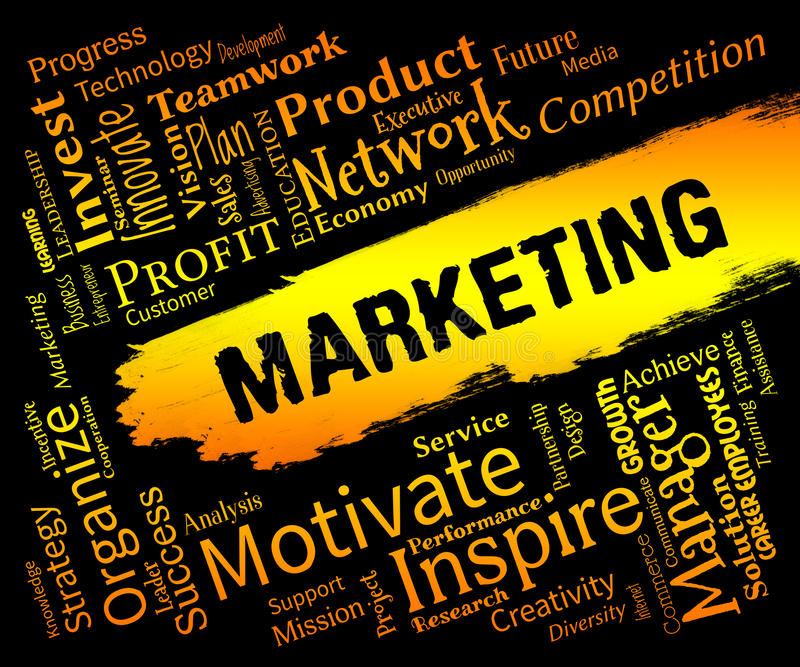 Progress
Technology
Development
Teamwork
Product
Future
Media
Competition
Executive
Network
Opportunity
Economy
EDUCATION
Advertising
Plan
Sales
Vision
Innovate
Seminar
Invest
LEADERSHIP
LEARNING
Business
Entrepreneur
PROFIT
Customer
MARKETING
Marketing
Incentive
Organize
Cooperation
Strategy
Knowledge
Leader
Success
Analysis
Motivate
Service
Performance
Support
Mission
Project
Inspire
Research
Creativity
Diversity
Partnership
Design
GROWTH
Achieve
Manager
Communicate
Commerce
Internet
Solution
CAREER
EMPLOYEES
Training
Finance
Assistance
dreamstime